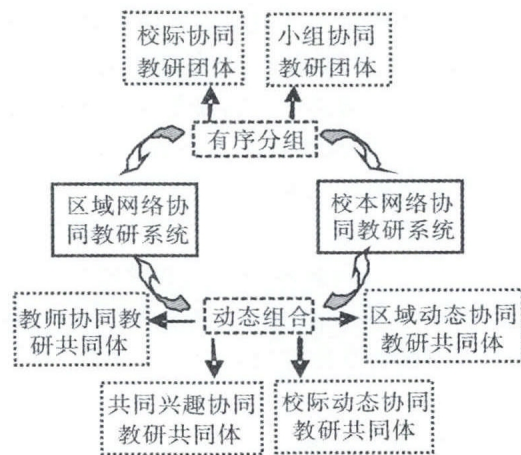 校际协同
教研团体
小组协同
教研团体
有序分组
区域网络协
同教研系统
校本网络协
同教研系统
教师协同教
研共同体
动态组合
区域动态协同
教研共同体
共同兴趣协同
教研共同体
校际动态协同
教研共同体